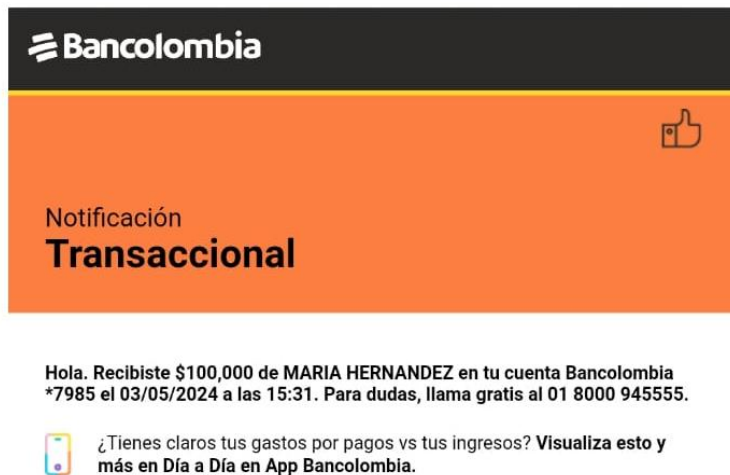 Bancolombia
Notificación
Transaccional
Hola. Recibiste $100,000 de MARIA HERNANDEZ en tu cuenta Bancolombia
*7985 el 03/05/2024 a las 15:31. Para dudas, llama gratis al 01 8000 945555.
¿Tienes claros tus gastos por pagos vs tus ingresos? Visualiza esto y
más en Día a Día en App Bancolombia.